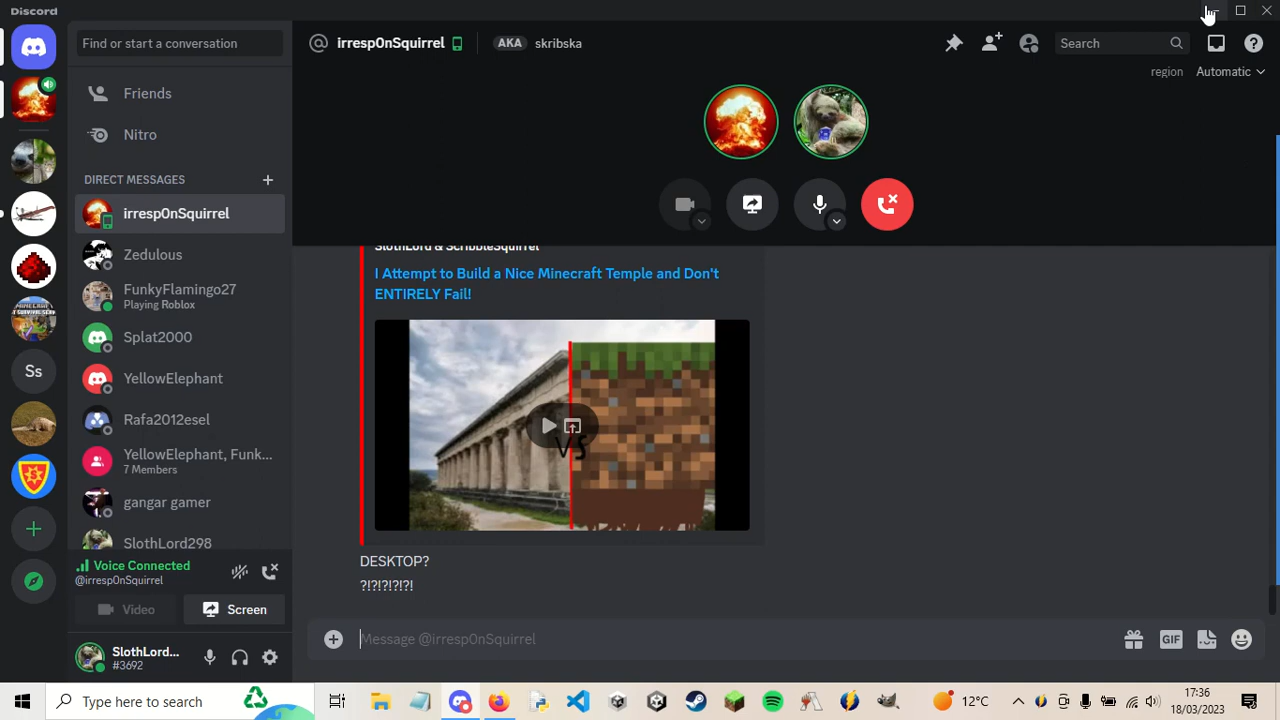 Discord
Find or start a conversation
Friends
Nitro
DIRECT MESSAGES
irresp0nSquirrel
Zedulous
FunkyFlamingo27
Playing Roblox
Splat2000
YellowElephant
Rafa2012esel
YellowElephant, Funk...
7 Members
gangar gamer
SlothLord298
Ss
Voice Connected
@irresp0nSquirrel
Video
Screen
SlothLord...
#3692
irresp0nSquirrel
AKA skribska
Search
region Automatic
SlothLord & ScribbleSquirrel
I Attempt to Build a Nice Minecraft Temple and Don't
ENTIRELY Fail!
VS
DESKTOP?
?!?!?!?!?!
Message @irresp0nSquirrel
GIF
Type here to search
12°C
17:36
18/03/2023